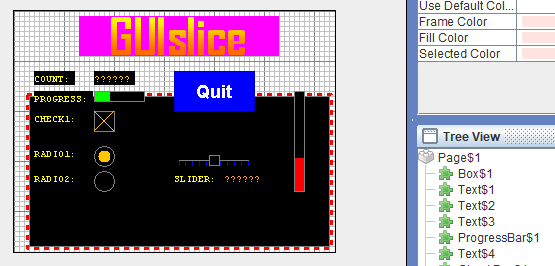 GUIslice
COUNT: ??????
Quit
PROGRESS:
CHECK1:
RADIO1:
RADIO2:
SLIDER: ??????
Use Default Col...
Frame Color
Fill Color
Selected Color
Tree View
Page$1
Box$1
Text$1
Text$2
Text$3
ProgressBar$1
Text$4